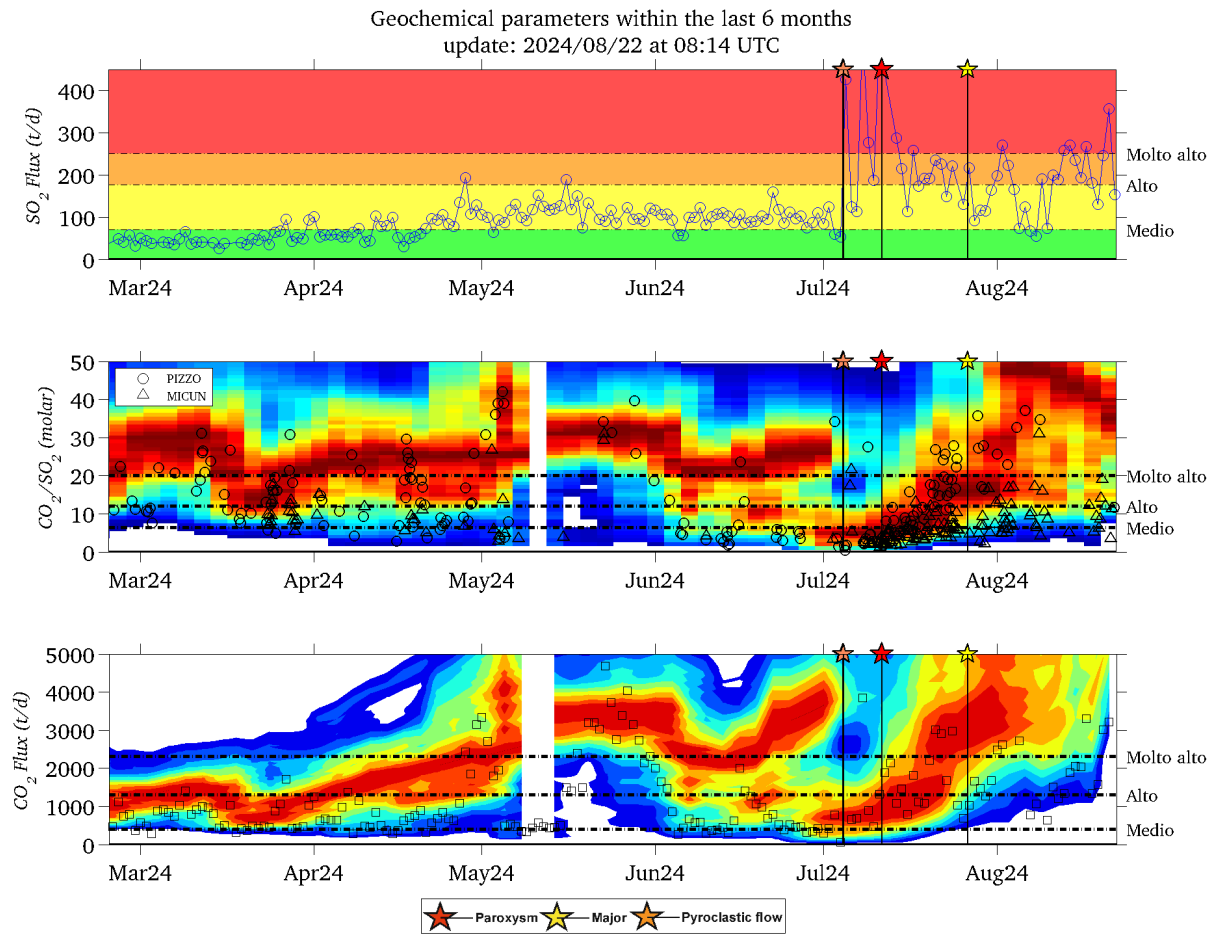 Geochemical parameters within the last 6 months
update: 2024/08/22 at 08:14 UTC
SO2 Flux (t/d)
400
300
200
100
0
Molto alto
Alto
Medio
Mar24 Apr24 May24 Jun24 Jul24 Aug24
CO2/SO2 (molar)
50
40
30
20
10
0
PIZZO
MICUN
Molto alto
Alto
Medio
Mar24 Apr24 May24 Jun24 Jul24 Aug24
CO2 Flux (t/d)
5000
4000
3000
2000
1000
0
Molto alto
Alto
Medio
Mar24 Apr24 May24 Jun24 Jul24 Aug24
Paroxysm Major Pyroclastic flow